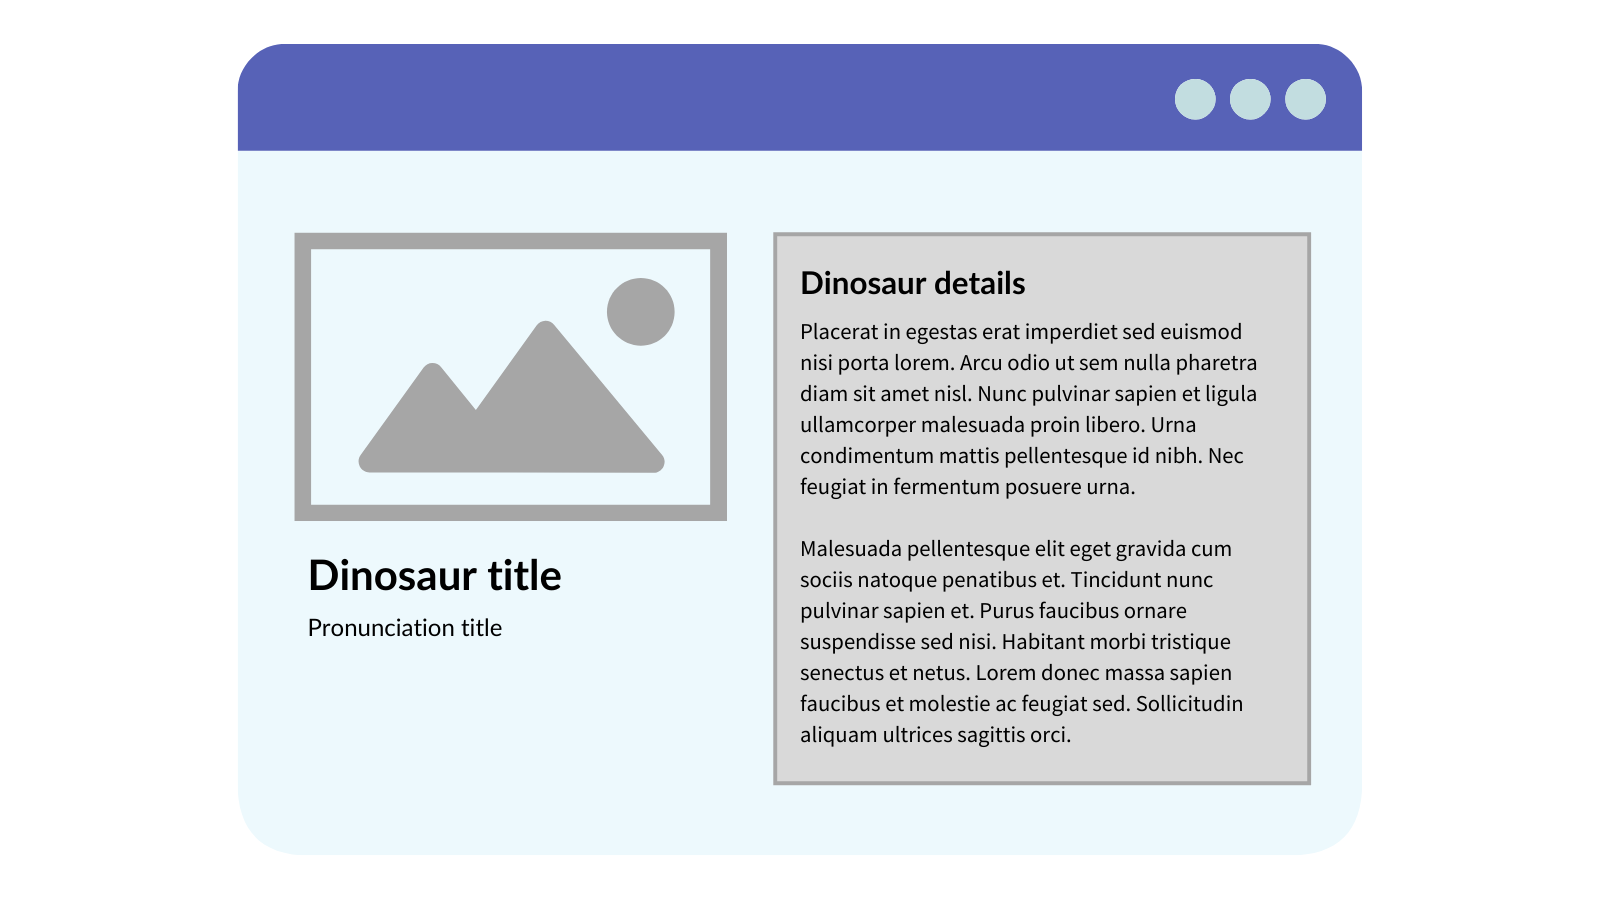 Dinosaur title
Pronunciation title
Dinosaur details
Placerat in egestas erat imperdiet sed euismod
nisi porta lorem. Arcu odio ut sem nulla pharetra
diam sit amet nisl. Nunc pulvinar sapien et ligula
ullamcorper malesuada proin libero. Urna
condimentum mattis pellentesque id nibh. Nec
feugiat in fermentum posuere urna.
Malesuada pellentesque elit eget gravida cum
sociis natoque penatibus et. Tincidunt nunc
pulvinar sapien et. Purus faucibus ornare
suspendisse sed nisi. Habitant morbi tristique
senectus et netus. Lorem donec massa sapien
faucibus et molestie ac feugiat sed. Sollicitudin
aliquam ultrices sagittis orci.